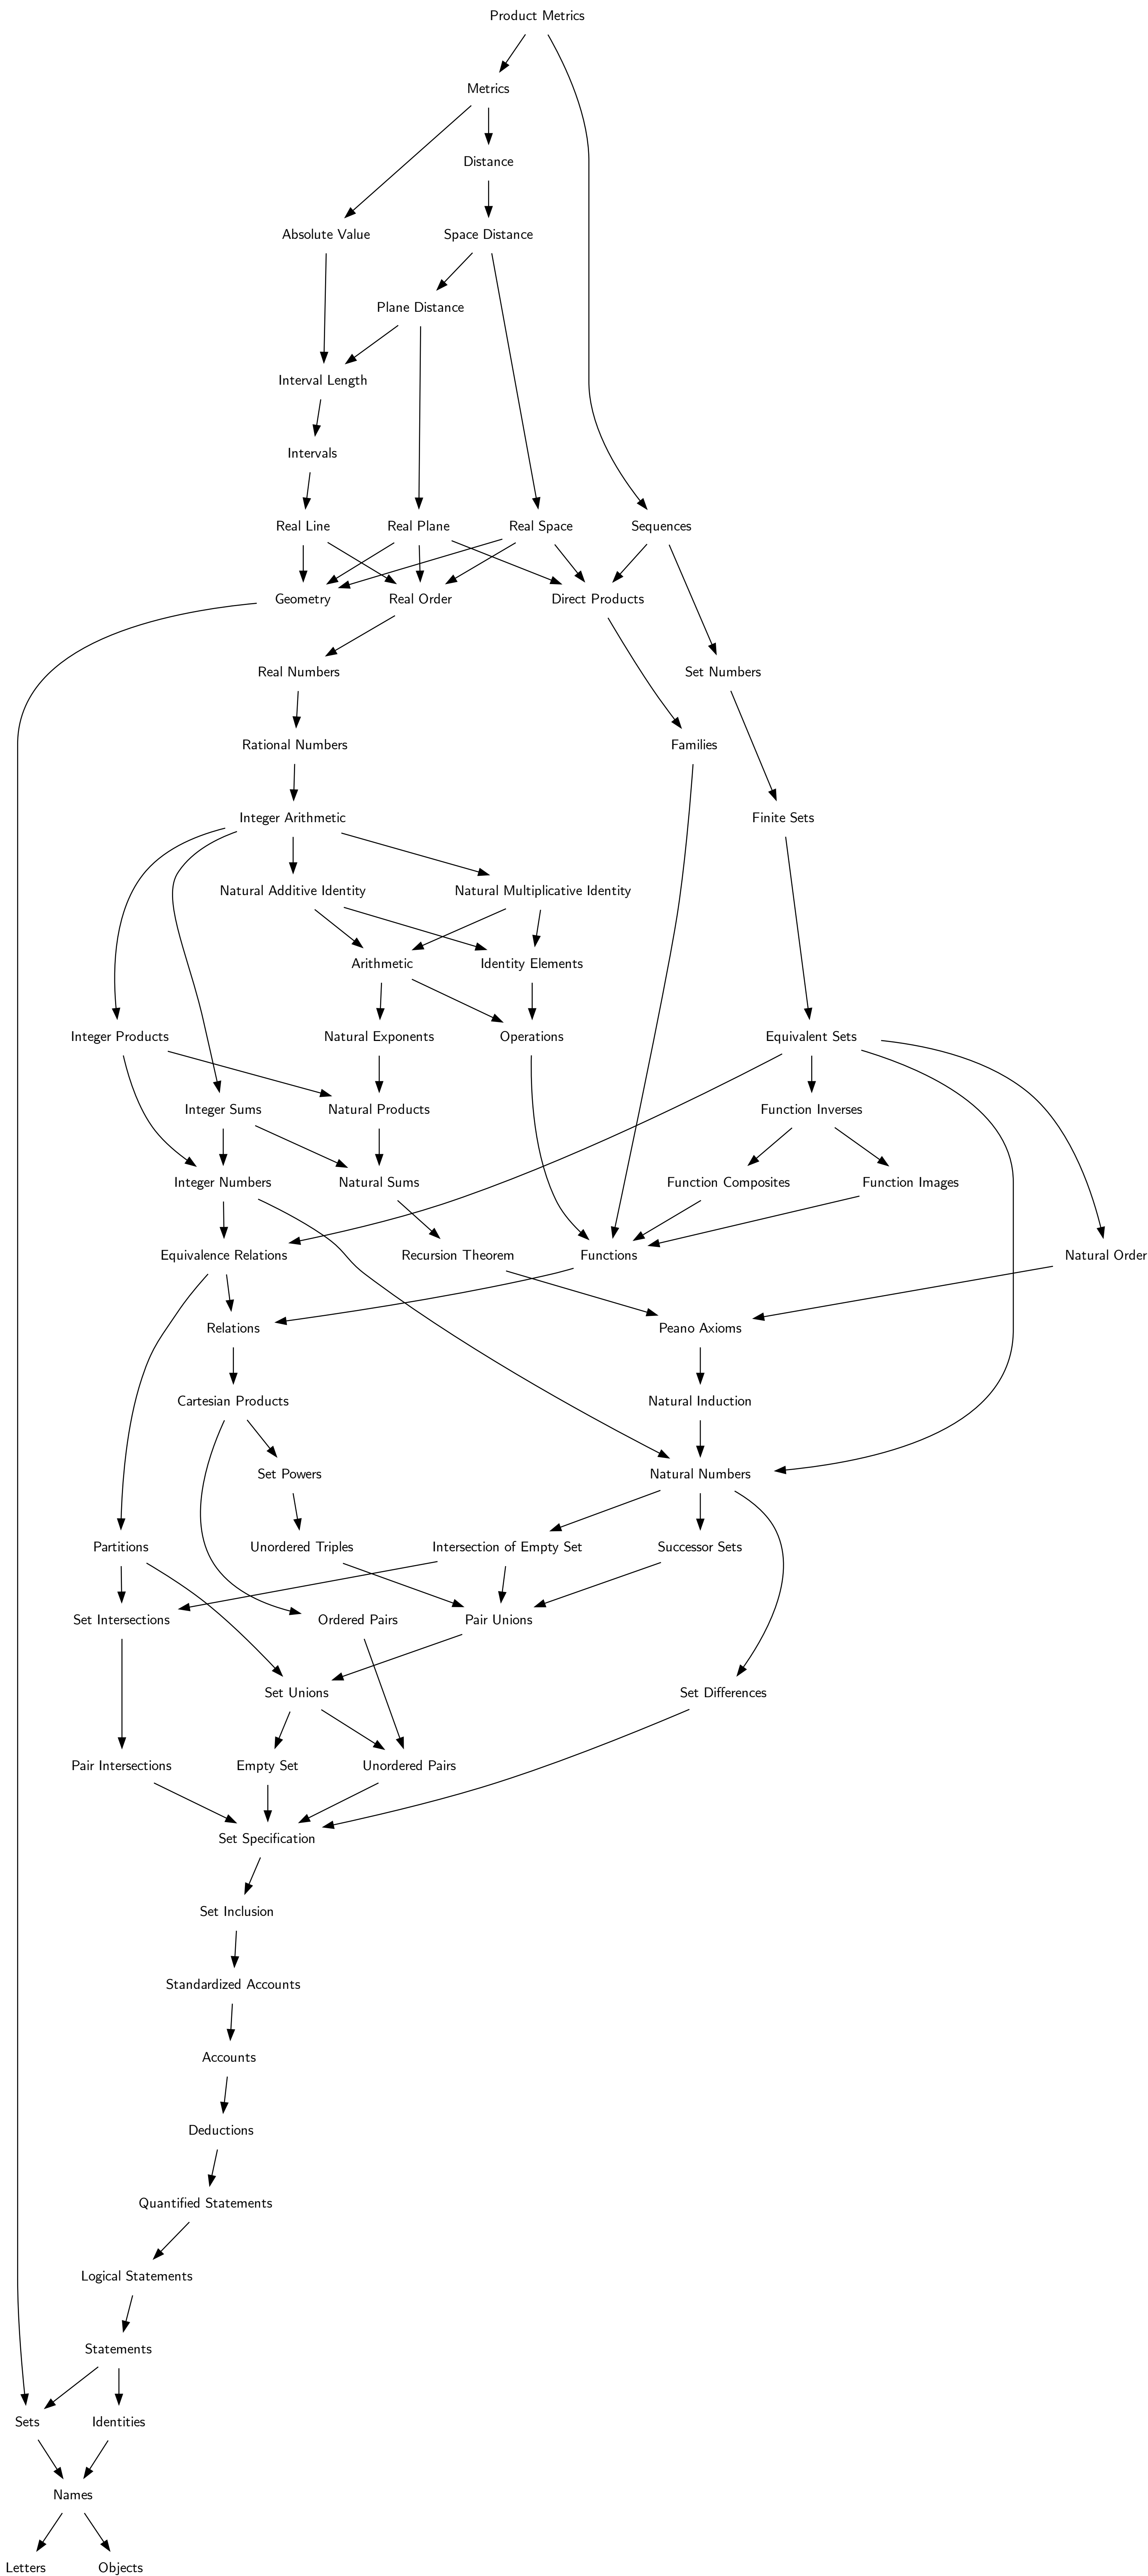 Product Metrics
Metrics
Distance
Absolute Value
Space Distance
Plane Distance
Interval Length
Intervals
Real Line
Real Plane
Real Space
Sequences
Geometry
Real Order
Direct Products
Real Numbers
Set Numbers
Rational Numbers
Families
Integer Arithmetic
Finite Sets
Natural Additive Identity
Natural Multiplicative Identity
Arithmetic
Identity Elements
Integer Products
Natural Exponents
Operations
Equivalent Sets
Integer Sums
Natural Products
Function Inverses
Integer Numbers
Natural Sums
Function Composites
Function Images
Equivalence Relations
Recursion Theorem
Functions
Natural Order
Relations
Peano Axioms
Cartesian Products
Natural Induction
Set Powers
Natural Numbers
Partitions
Unordered Triples
Intersection of Empty Set
Successor Sets
Set Intersections
Ordered Pairs
Pair Unions
Set Unions
Set Differences
Pair Intersections
Empty Set
Unordered Pairs
Set Specification
Set Inclusion
Standardized Accounts
Accounts
Deductions
Quantified Statements
Logical Statements
Statements
Sets
Identities
Names
Letters
Objects